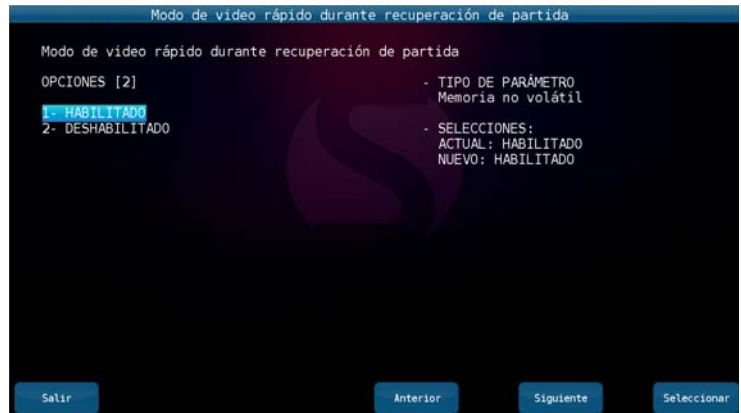 Modo de video rápido durante recuperación de partida
Modo de video rápido durante recuperación de partida
OPCIONES [2]
1- HABILITADO
2- DESHABILITADO
- TIPO DE PARÁMETRO
Memoria no volátil
- SELECCIONES:
ACTUAL: HABILITADO
NUEVO: HABILITADO
Salir
Anterior
Siguiente
Seleccionar